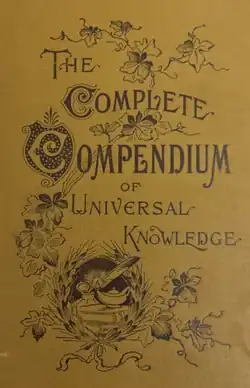 The
Complete
Compendium
of
Universal
Knowledge